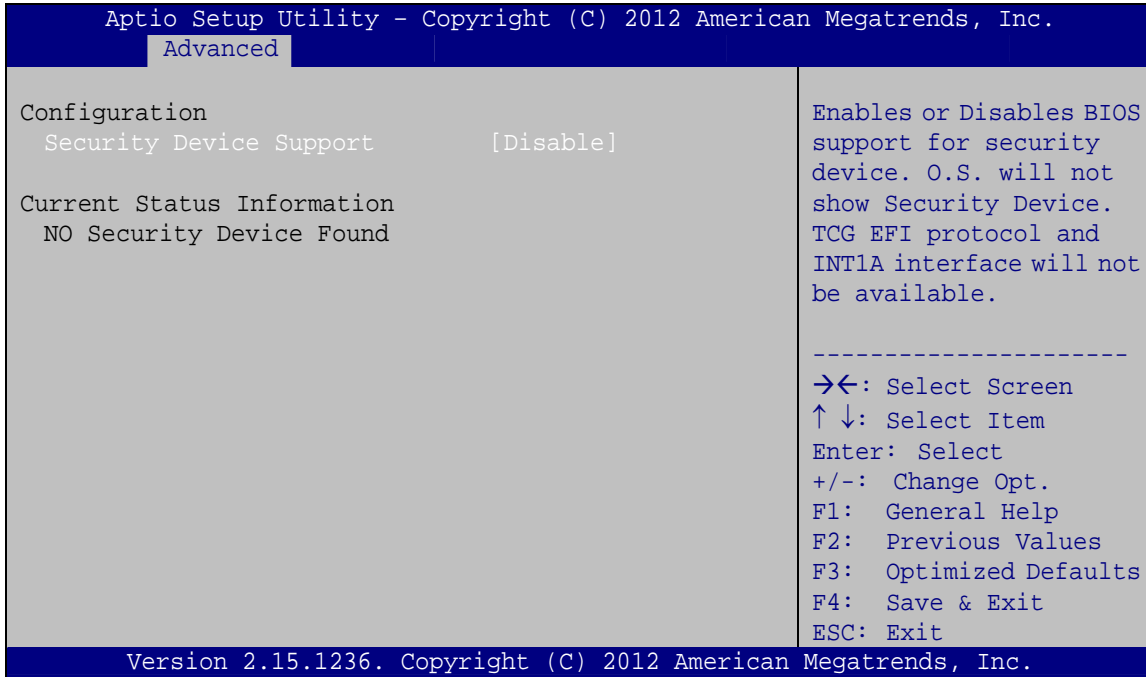 Aptio Setup Utility – Copyright (C) 2012 American Megatrends, Inc.
Advanced
Configuration
Security Device Support [Disable]
Current Status Information
NO Security Device Found
Enables or Disables BIOS
support for security
device. O.S. will not
show Security Device.
TCG EFI protocol and
INT1A interface will not
be available.
----------------------
→←: Select Screen
↑ ↓: Select Item
Enter: Select
+/-: Change Opt.
F1: General Help
F2: Previous Values
F3: Optimized Defaults
F4: Save & Exit
ESC: Exit
Version 2.15.1236. Copyright (C) 2012 American Megatrends, Inc.